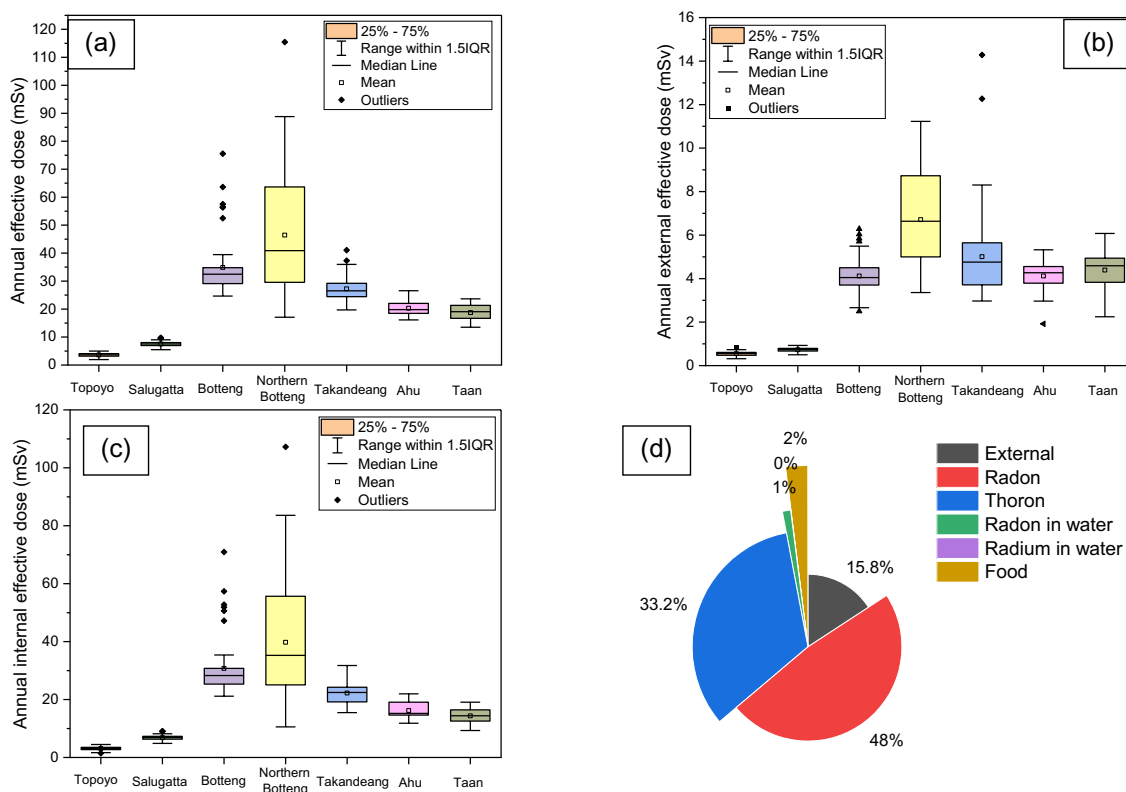 (a)
Annual effective dose (mSv)
125
120
110
100
90
80
70
60
50
40
30
20
10
0
25% - 75%
Range within 1.5IQR
Median Line
Mean
Outliers
Topoyo
Salugatta
Botteng
Northern
Botteng
Takandeang
Ahu
Taan
(b)
Annual external effective dose (mSv)
16
14
12
10
8
6
4
2
0
25% - 75%
Range within 1.5IQR
Median Line
Mean
Outliers
Topoyo
Salugatta
Botteng
Northern
Botteng
Takandeang
Ahu
Taan
(c)
Annual internal effective dose (mSv)
120
100
80
60
40
20
0
25% - 75%
Range within 1.5IQR
Median Line
Mean
Outliers
Topoyo
Salugatta
Botteng
Northern
Botteng
Takandeang
Ahu
Taan
(d)
2%
0%
1%
15.8%
33.2%
48%
External
Radon
Thoron
Radon in water
Radium in water
Food